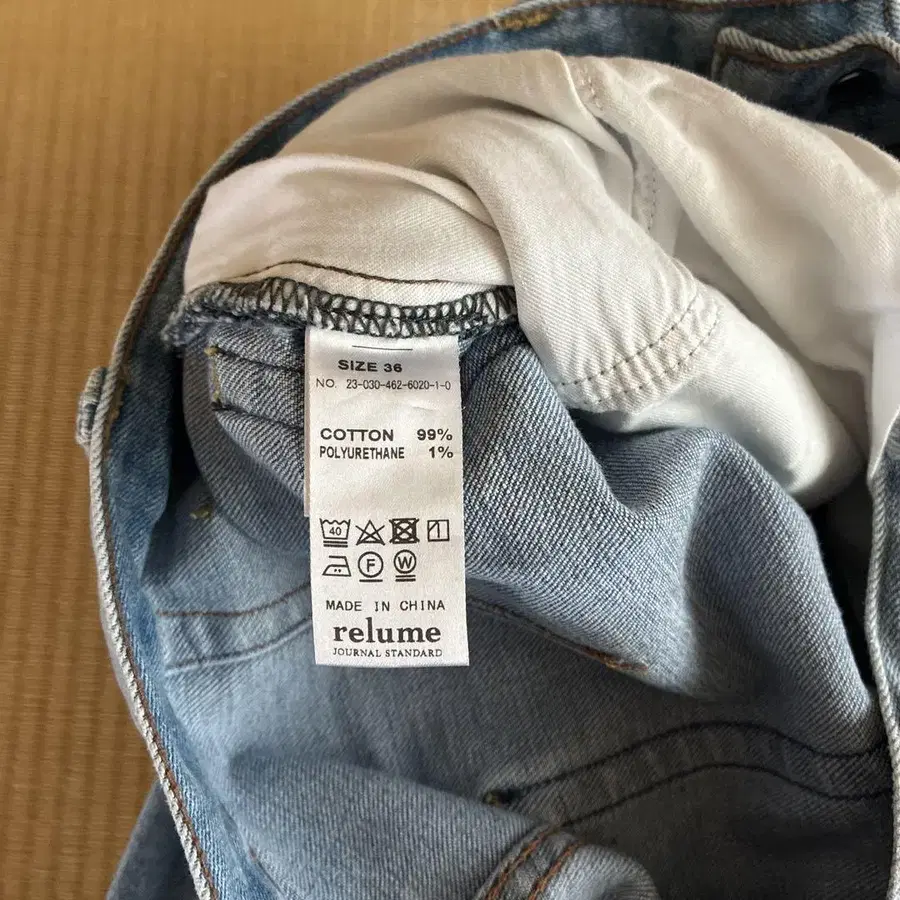 SIZE 36
NO. 23-030-462-6020-1-0
COTTON 99%
POLYURETHANE 1%
40
F W
MADE IN CHINA
relume
JOURNAL STANDARD